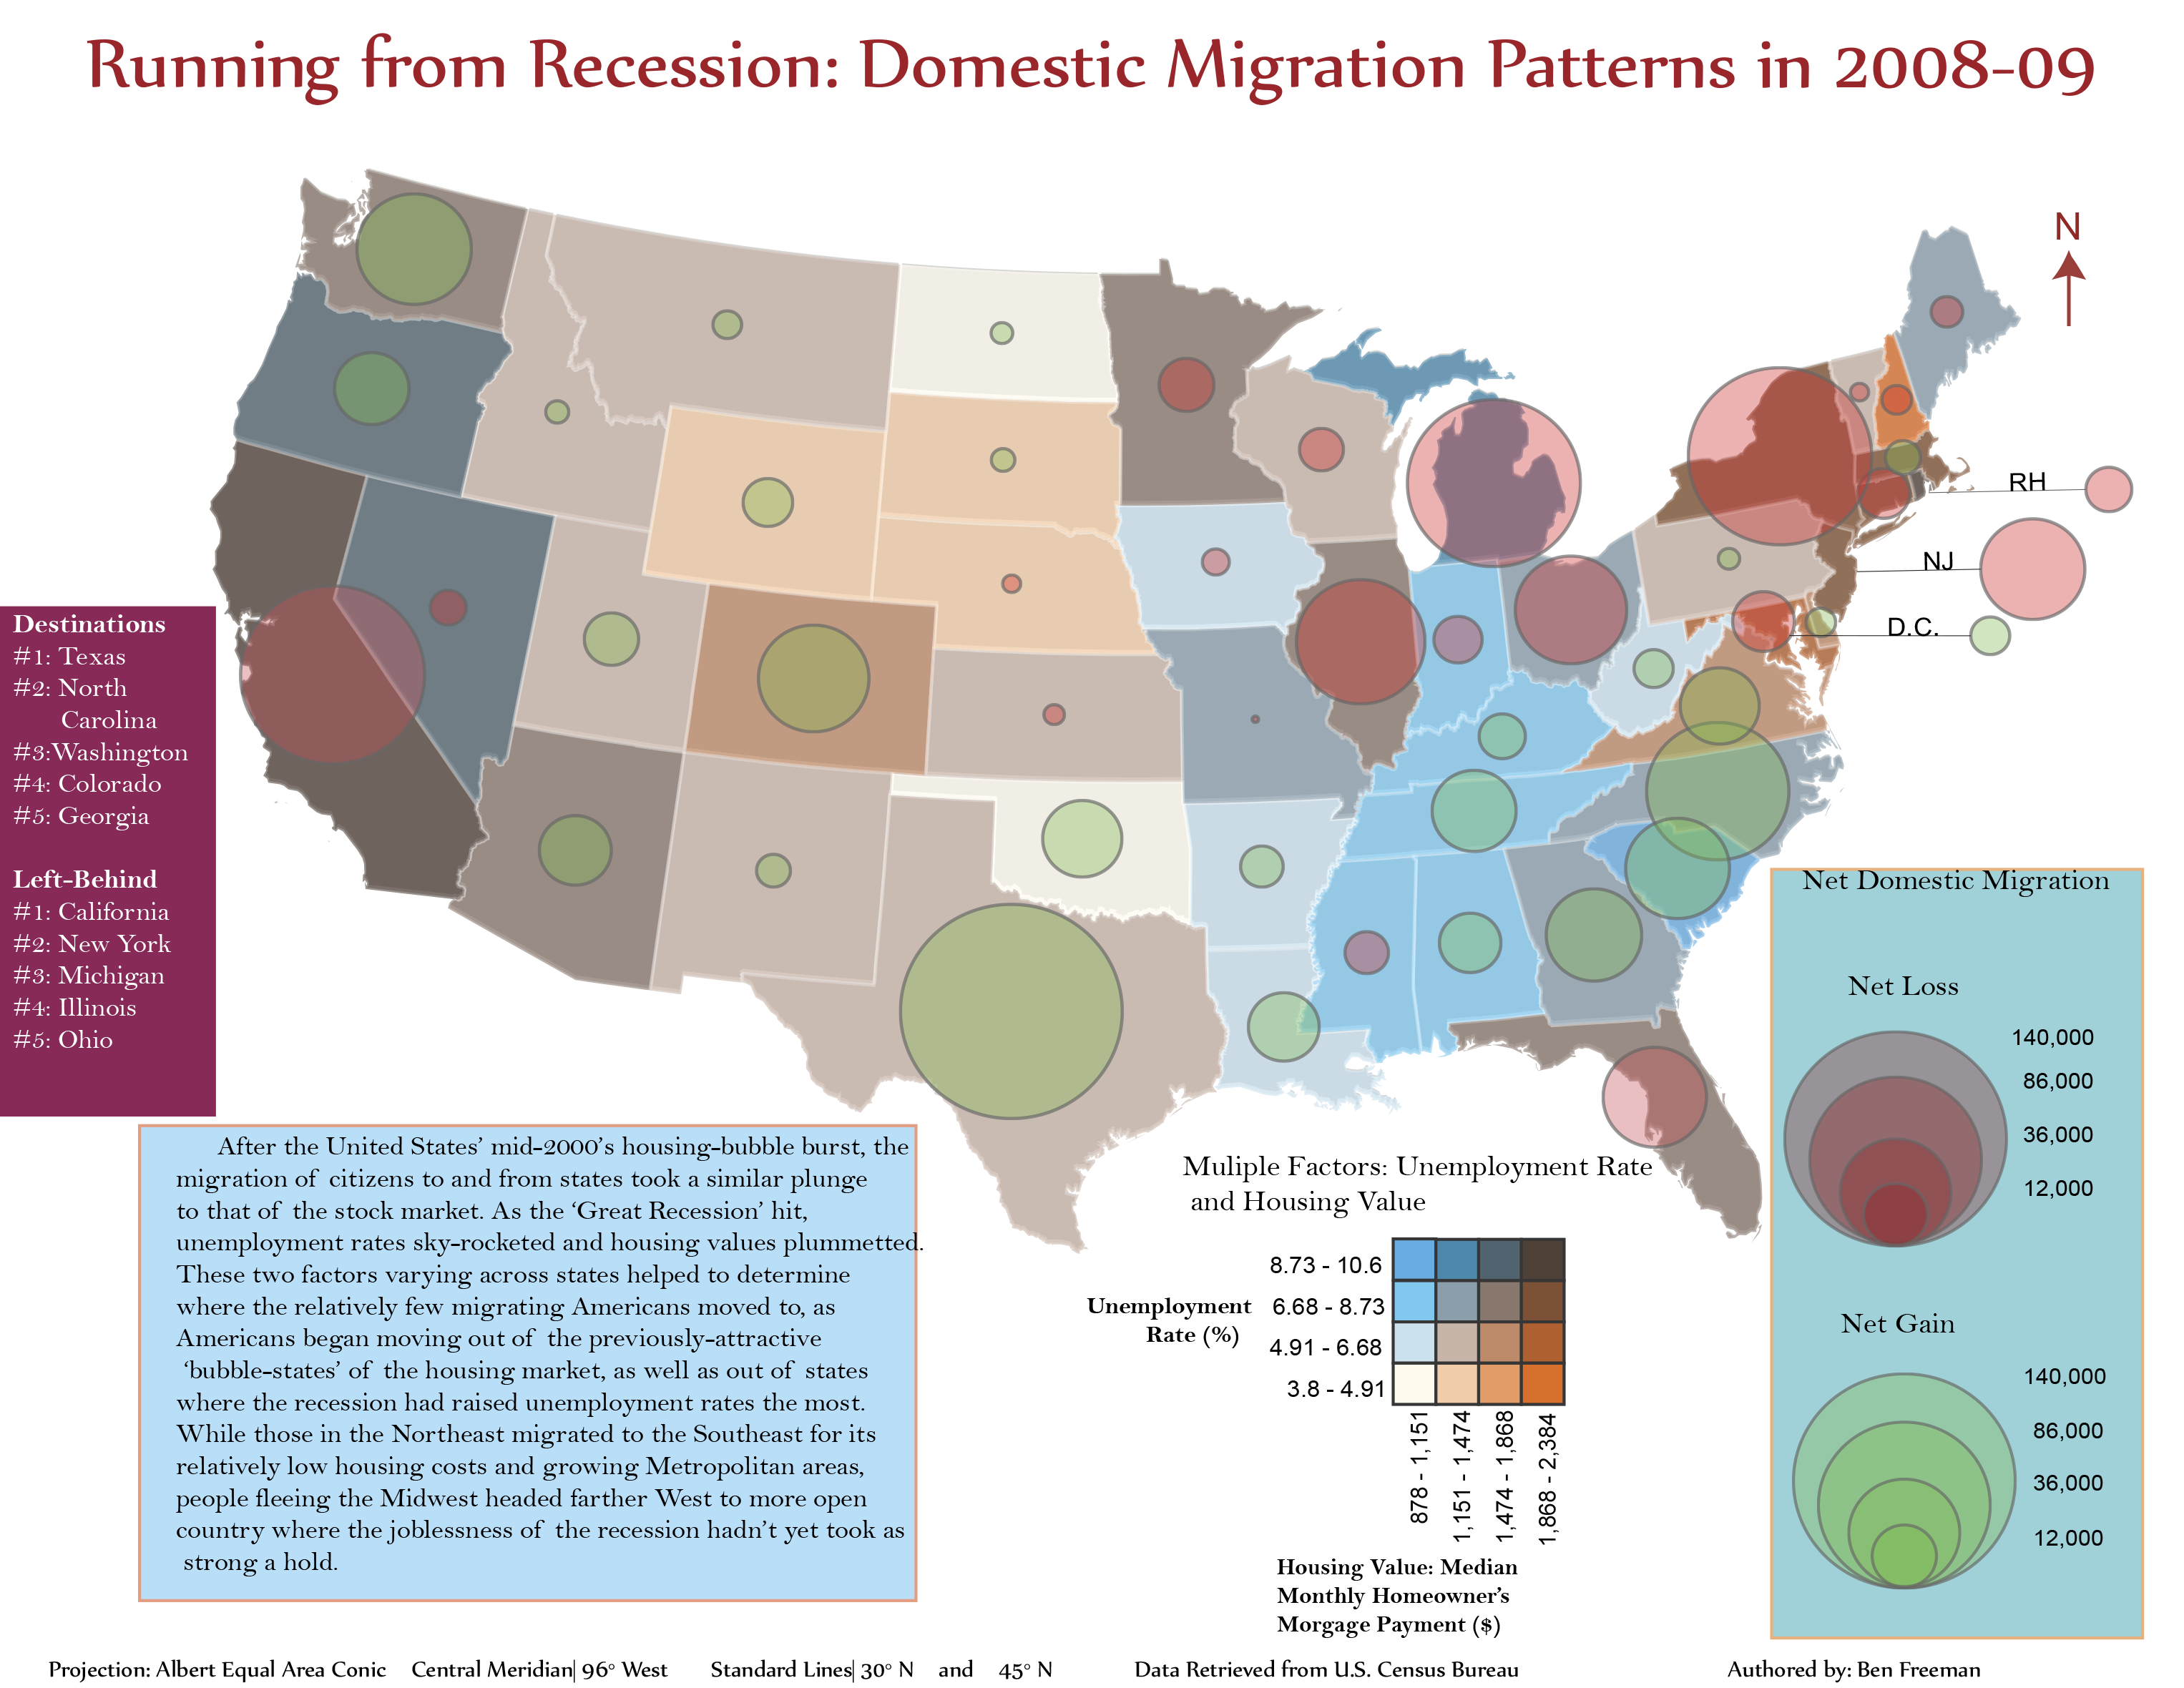 Running from Recession: Domestic Migration Patterns in 2008-09
N
RH
NJ
D.C.
Destinations
#1: Texas
#2: North
Carolina
#3:Washington
#4: Colorado
#5: Georgia
Left-Behind
#1: California
#2: New York
#3: Michigan
#4: Illinois
#5: Ohio
After the United States’ mid-2000’s housing-bubble burst, the
migration of citizens to and from states took a similar plunge
to that of the stock market. As the ‘Great Recession’ hit,
unemployment rates sky-rocketed and housing values plummetted.
These two factors varying across states helped to determine
where the relatively few migrating Americans moved to, as
Americans began moving out of the previously-attractive
‘bubble-states’ of the housing market, as well as out of states
where the recession had raised unemployment rates the most.
While those in the Northeast migrated to the Southeast for its
relatively low housing costs and growing Metropolitan areas,
people fleeing the Midwest headed farther West to more open
country where the joblessness of the recession hadn’t yet took as
strong a hold.
Muliple Factors: Unemployment Rate
and Housing Value
Unemployment
Rate (%)
8.73 - 10.6
6.68 - 8.73
4.91 - 6.68
3.8 - 4.91
878 - 1,151
1,151 - 1,474
1,474 - 1,868
1,868 - 2,384
Housing Value: Median
Monthly Homeowner’s
Morgage Payment ($)
Net Domestic Migration
Net Loss
140,000
86,000
36,000
12,000
Net Gain
140,000
86,000
36,000
12,000
Projection: Albert Equal Area Conic Central Meridian| 96° West Standard Lines| 30° N and 45° N Data Retrieved from U.S. Census Bureau Authored by: Ben Freeman